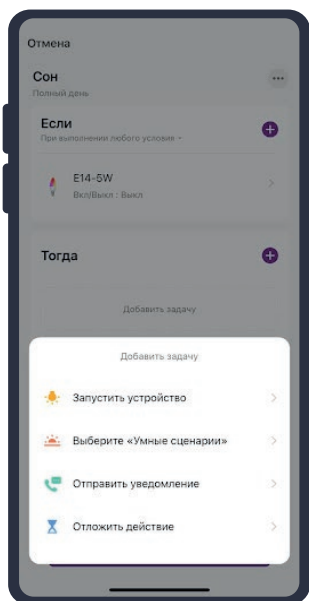 Отмена
Сон
Полный день
Если
При выполнении любого условия
E14-5W
Вкл/Выкл : Выкл
Тогда
Добавить задачу
Добавить задачу
Запустить устройство
Выберите «Умные сценарии»
Отправить уведомление
Отложить действие